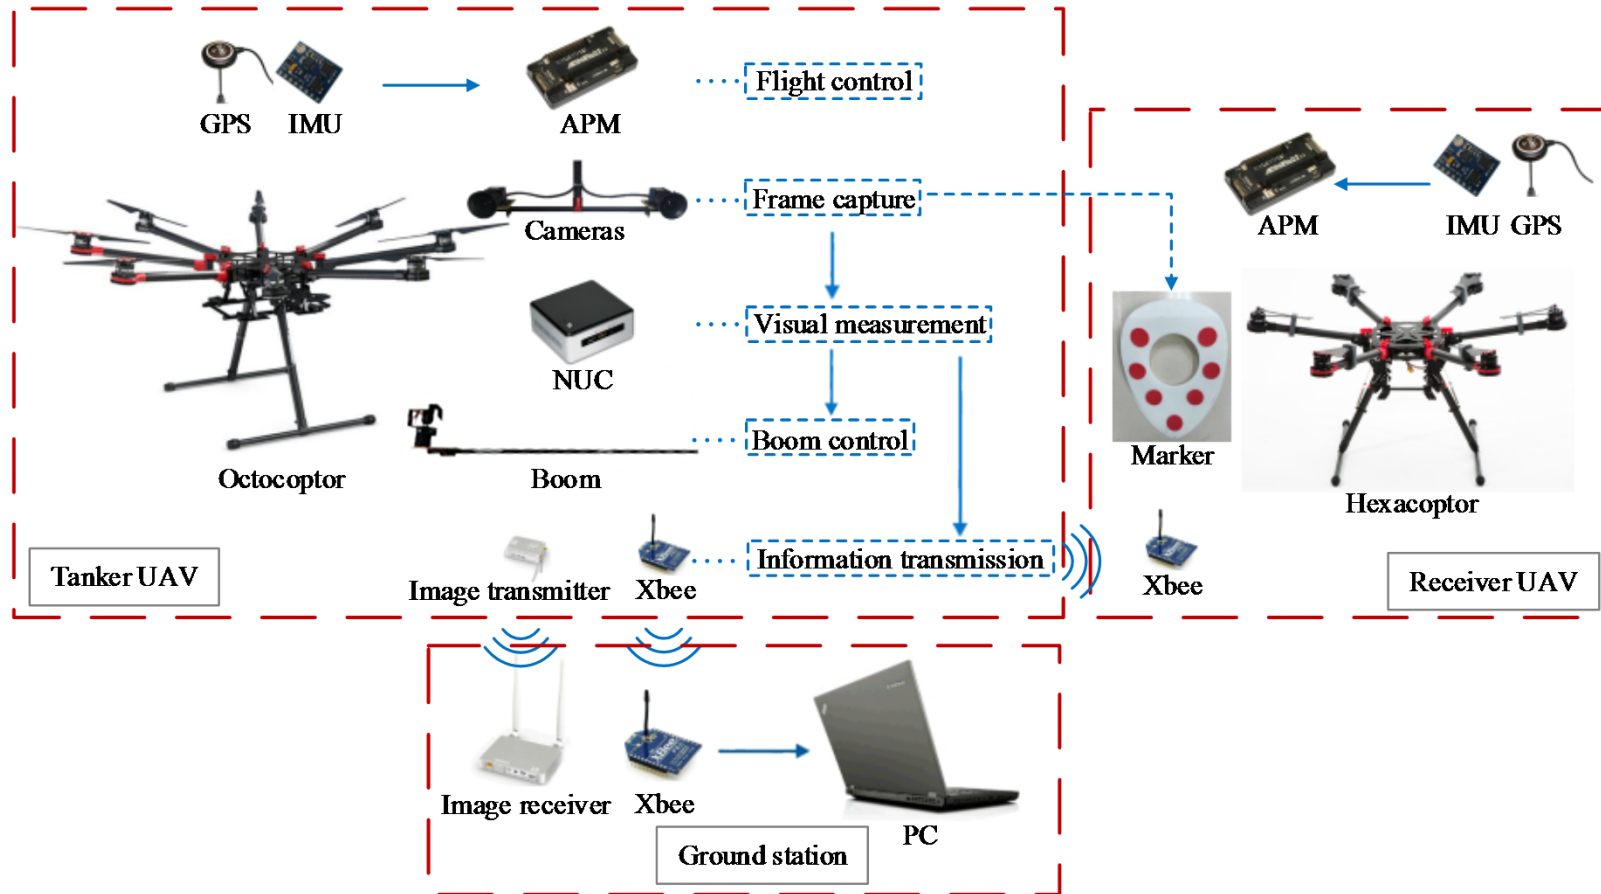 GPS
IMU
APM
Flight control
Cameras
Frame capture
NUC
Visual measurement
Octocoptor
Boom
Boom control
Tanker UAV
Image transmitter
Xbee
Information transmission
APM
IMU
GPS
Marker
Hexacoptor
Xbee
Receiver UAV
Image receiver
Xbee
XBee
PC
Ground station